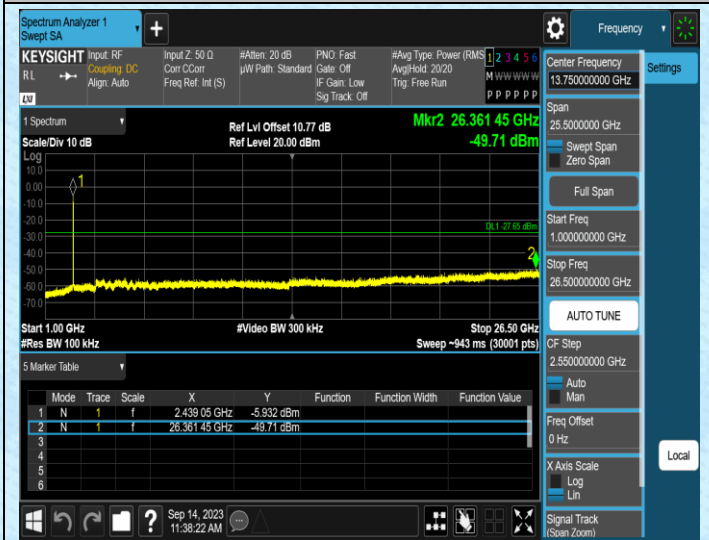 Spectrum Analyzer 1
Swept SA
Frequency
KEYSIGHT
RL
LXI
Input: RF
Coupling: DC
Align: Auto
Input Z: 50 Ω
Corr CCorr
Freq Ref: Int (S)
#Atten: 20 dB
µW Path: Standard
PNO: Fast
Gate: Off
IF Gain: Low
Sig Track: Off
#Avg Type: Power (RMS
Avg|Hold: 20/20
Trig: Free Run
1 2 3 4 5 6
M W W W W W
P P P P P P
1 Spectrum
Scale/Div 10 dB
Ref Lvl Offset 10.77 dB
Ref Level 20.00 dBm
Mkr2 26.361 45 GHz
-49.71 dBm
Log
10.0
0.00
-10.0
-20.0
-30.0
-40.0
-50.0
-60.0
-70.0
1
DL1 -27.65 dBm
2
Start 1.00 GHz
#Res BW 100 kHz
#Video BW 300 kHz
Stop 26.50 GHz
Sweep ~943 ms (30001 pts)
5 Marker Table
Mode Trace Scale X Y Function Function Width Function Value
1 N 1 f 2.439 05 GHz -5.932 dBm
2 N 1 f 26.361 45 GHz -49.71 dBm
3
4
5
6
Sep 14, 2023
11:38:22 AM
Center Frequency
13.750000000 GHz
Settings
Span
25.5000000 GHz
Swept Span
Zero Span
Full Span
Start Freq
1.000000000 GHz
Stop Freq
26.500000000 GHz
AUTO TUNE
CF Step
2.550000000 GHz
Auto
Man
Freq Offset
0 Hz
Local
X Axis Scale
Log
Lin
Signal Track
(Span Zoom)